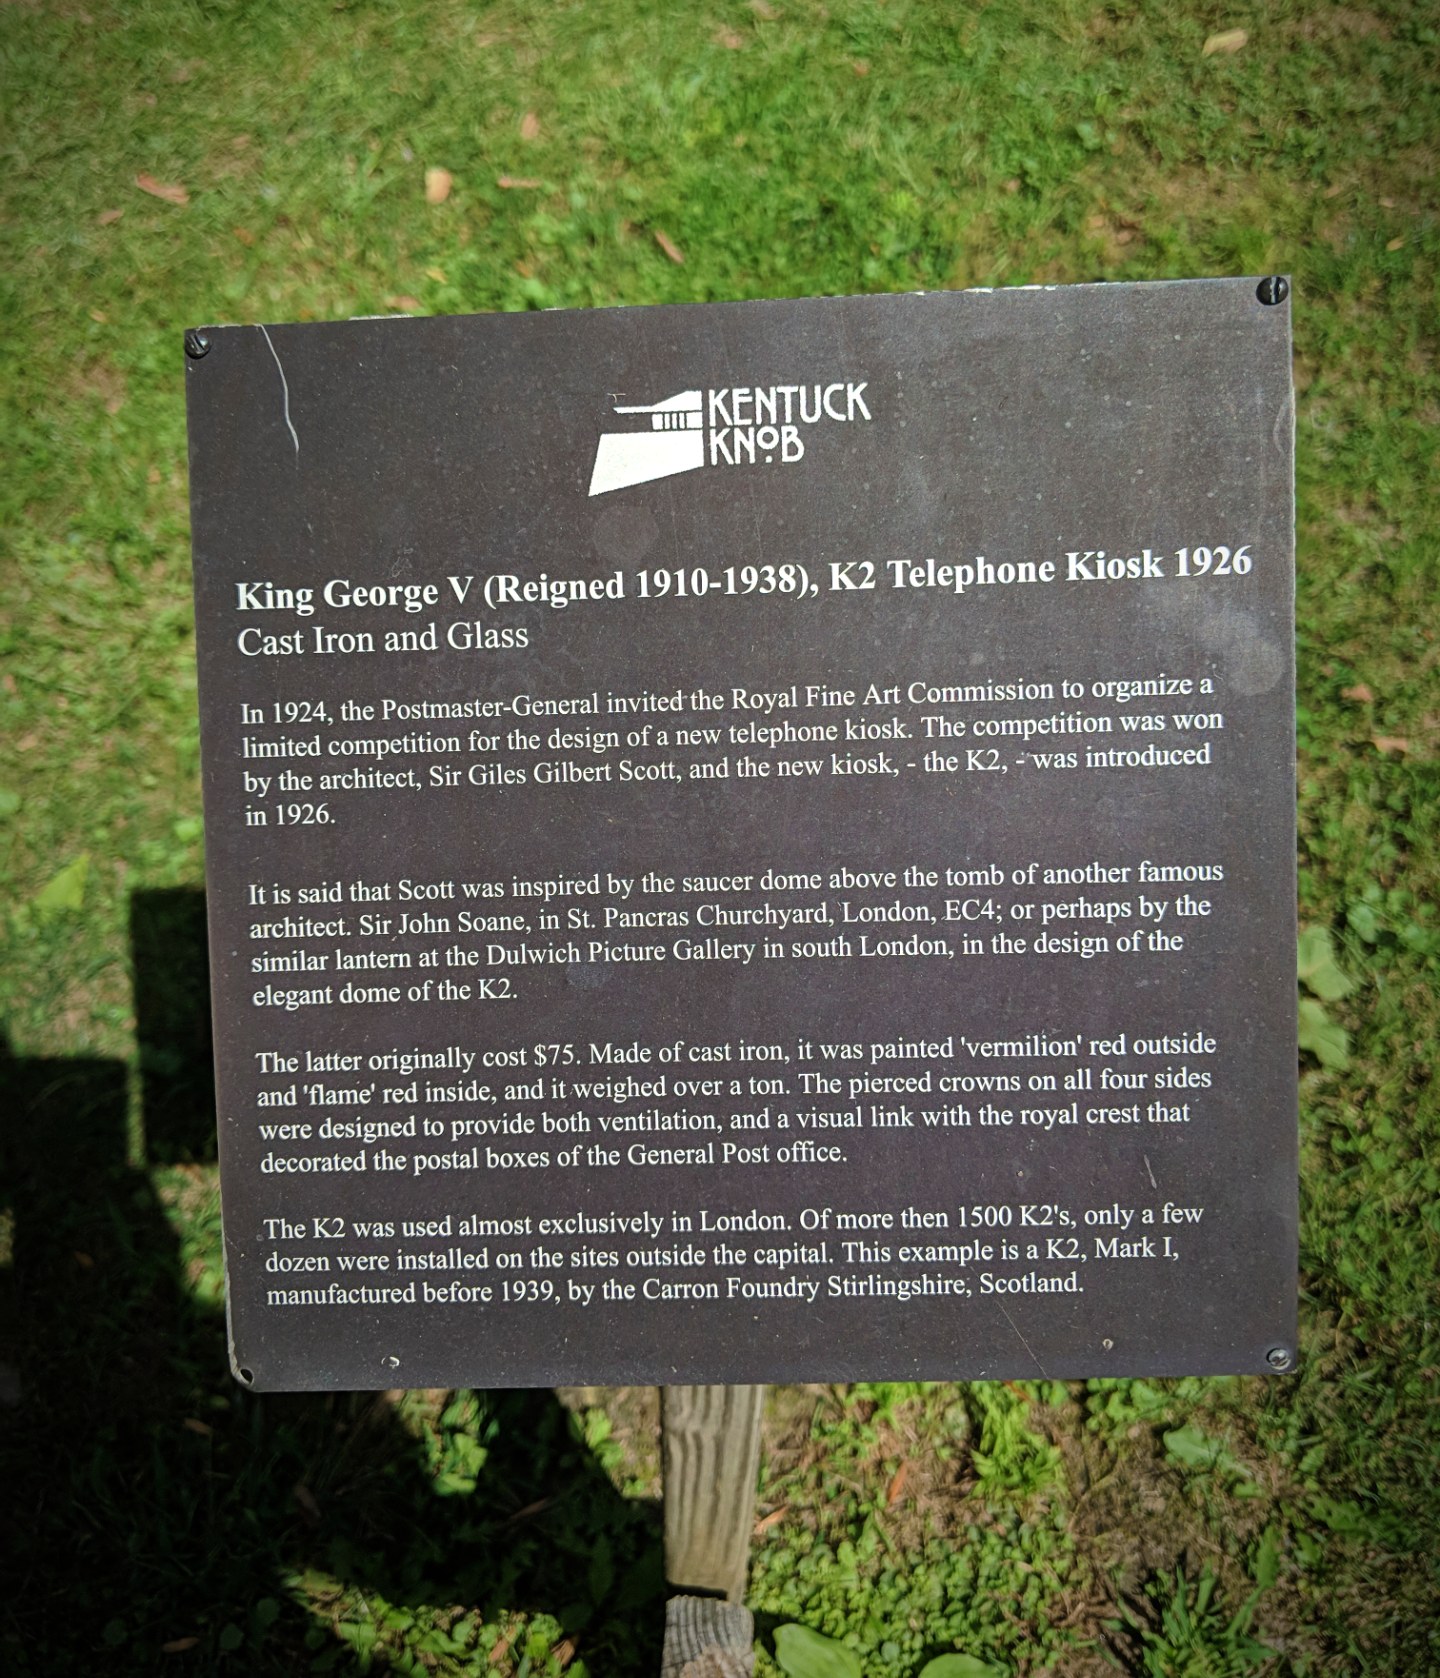 KENTUCK
KNOB
King George V (Reigned 1910-1938), K2 Telephone Kiosk 1926
Cast Iron and Glass
In 1924, the Postmaster-General invited the Royal Fine Art Commission to organize a
limited competition for the design of a new telephone kiosk. The competition was won
by the architect, Sir Giles Gilbert Scott, and the new kiosk, - the K2, - was introduced
in 1926.
It is said that Scott was inspired by the saucer dome above the tomb of another famous
architect. Sir John Soane, in St. Pancras Churchyard, London, EC4; or perhaps by the
similar lantern at the Dulwich Picture Gallery in south London, in the design of the
elegant dome of the K2.
The latter originally cost $75. Made of cast iron, it was painted 'vermilion' red outside
and 'flame' red inside, and it weighed over a ton. The pierced crowns on all four sides
were designed to provide both ventilation, and a visual link with the royal crest that
decorated the postal boxes of the General Post office.
The K2 was used almost exclusively in London. Of more then 1500 K2's, only a few
dozen were installed on the sites outside the capital. This example is a K2, Mark I,
manufactured before 1939, by the Carron Foundry Stirlingshire, Scotland.